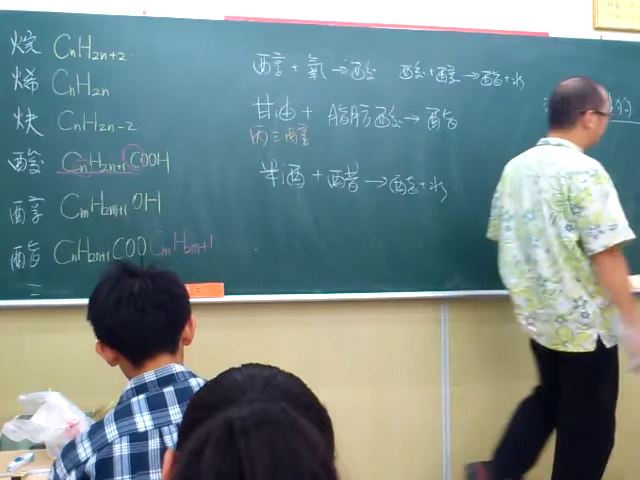 烷 CnH2n+2
烯 CnH2n
炔 CnH2n-2
酸 CnH2n+1COOH
醇 CmH2m+1OH
酯 CnH2n+1COO CmH2m+1
醇 + 氧 → 酸 酸 + 醇 → 酯 + 水
甘油 + 脂肪酸 → 酯
丙三醇
米酒 + 醋 → 酯 + 水